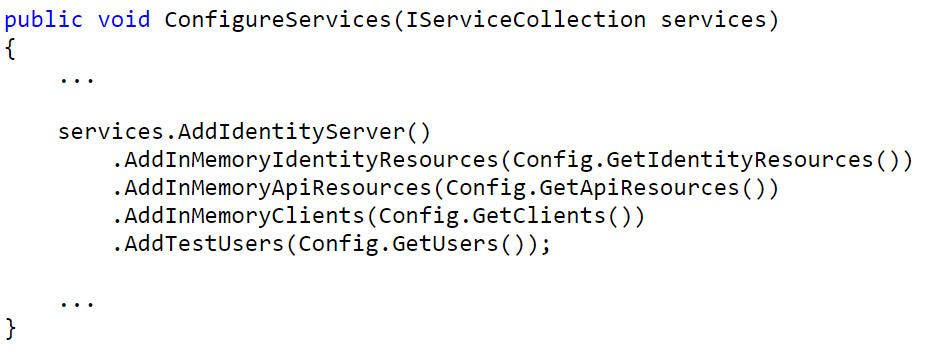 public void ConfigureServices(IServiceCollection services)
{
    ...

    services.AddIdentityServer()
        .AddInMemoryIdentityResources(Config.GetIdentityResources())
        .AddInMemoryApiResources(Config.GetApiResources())
        .AddInMemoryClients(Config.GetClients())
        .AddTestUsers(Config.GetUsers());

    ...
}